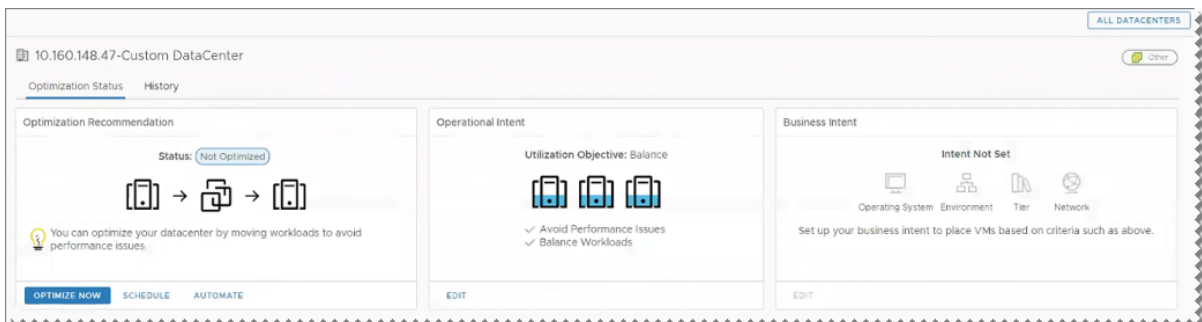 ALL DATACENTERS
10.160.148.47-Custom DataCenter
Other
Optimization Status History
Optimization Recommendation
Status: Not Optimized
You can optimize your datacenter by moving workloads to avoid
performance issues.
OPTIMIZE NOW SCHEDULE AUTOMATE
Operational Intent
Utilization Objective: Balance
Avoid Performance Issues
Balance Workloads
EDIT
Business Intent
Intent Not Set
Operating System Environment Tier Network
Set up your business intent to place VMs based on criteria such as above.
EDIT